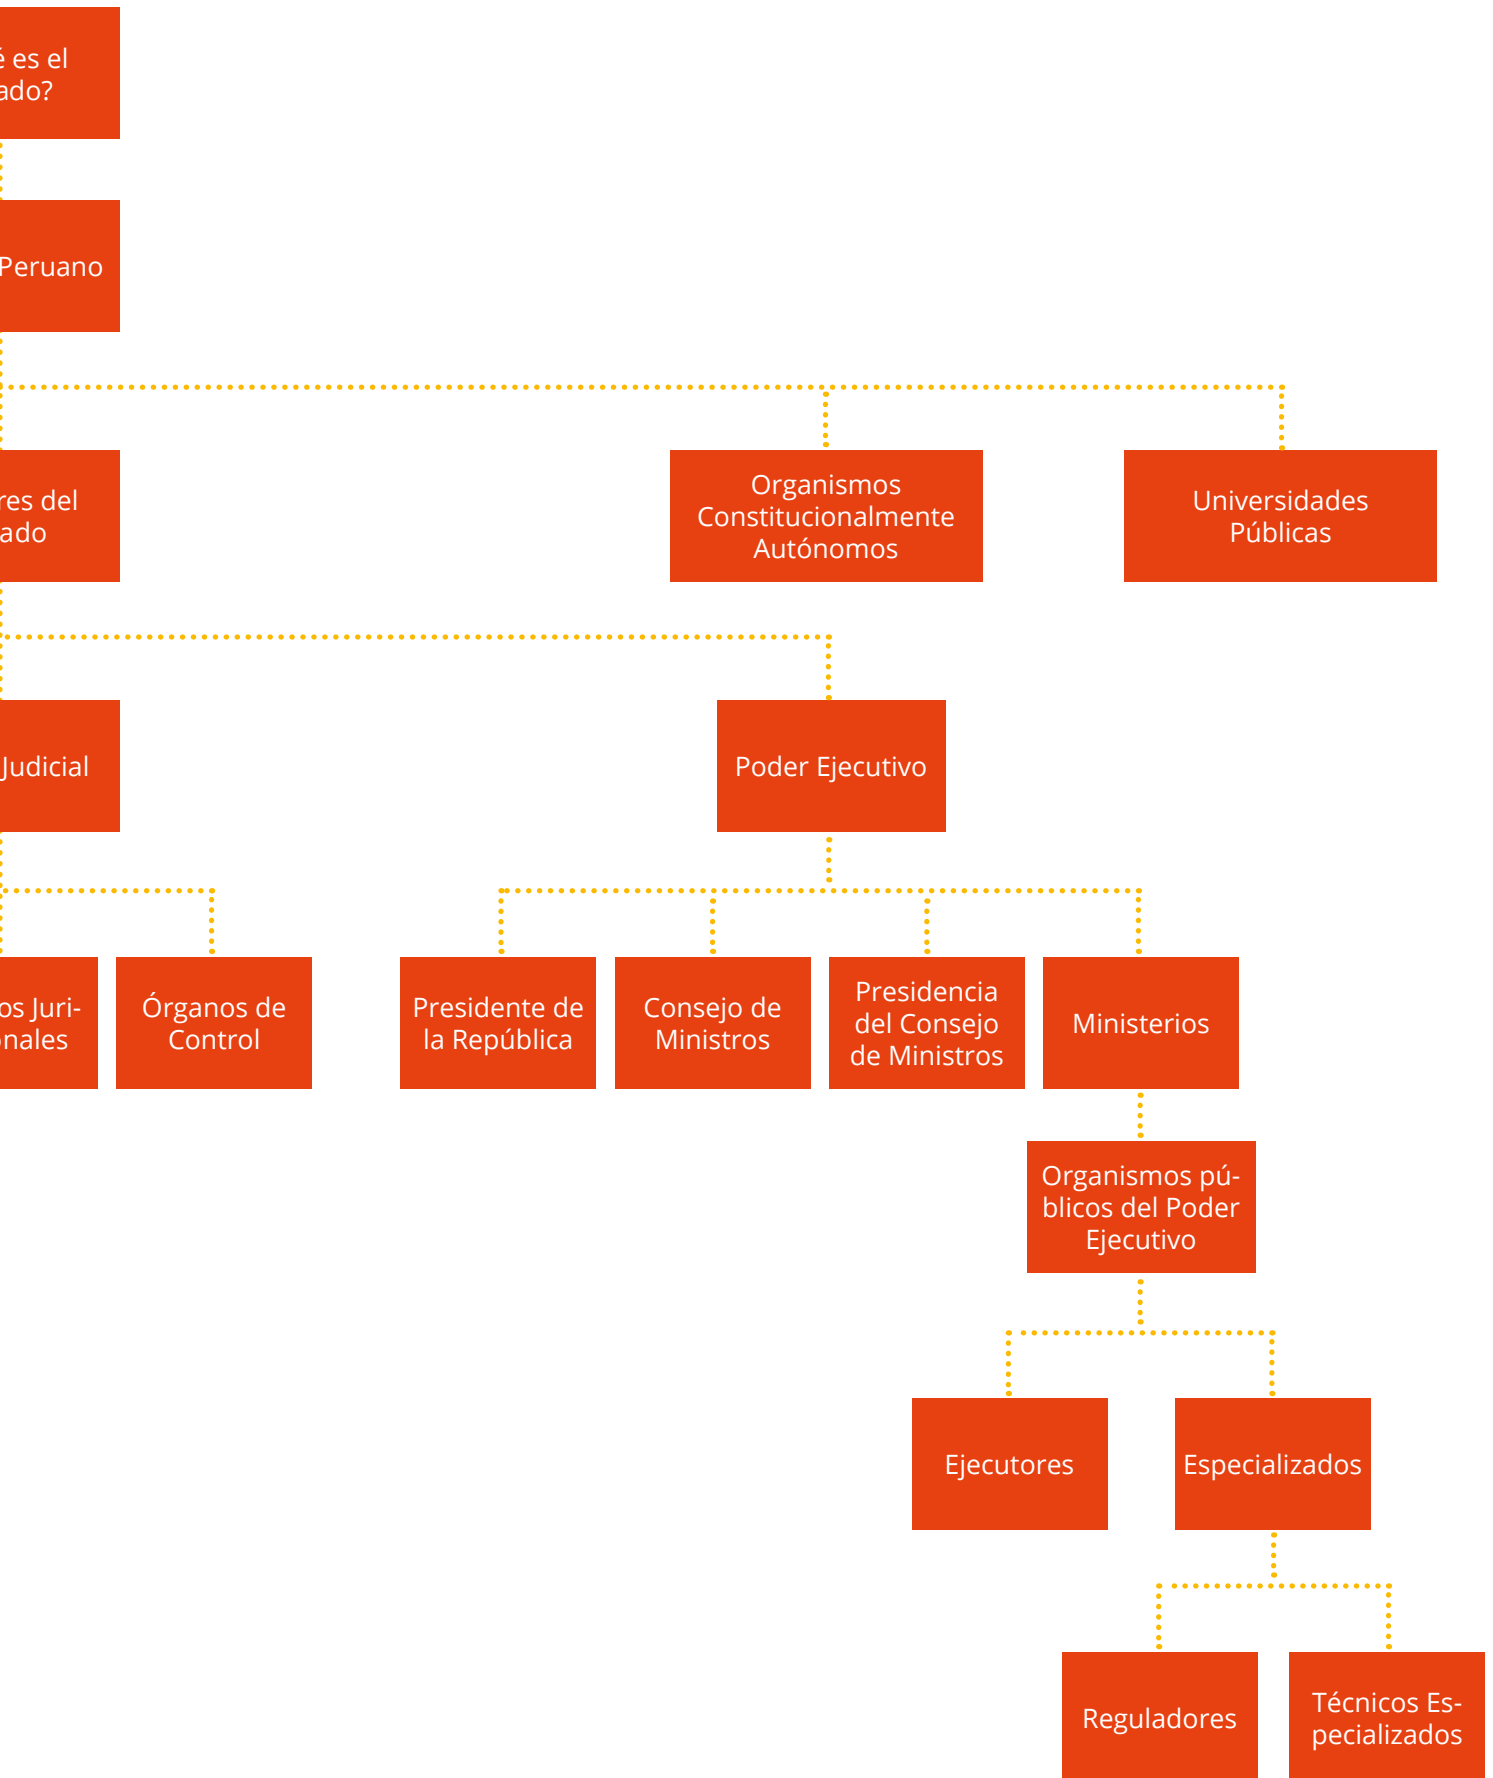 é es el
ado?
Peruano
res del
ado
Organismos
Constitucionalmente
Autónomos
Universidades
Públicas
Judicial
Poder Ejecutivo
os Juri-
onales
Órganos de
Control
Presidente de
la República
Consejo de
Ministros
Presidencia
del Consejo
de Ministros
Ministerios
Organismos pú-
blicos del Poder
Ejecutivo
Ejecutores
Especializados
Reguladores
Técnicos Es-
pecializados